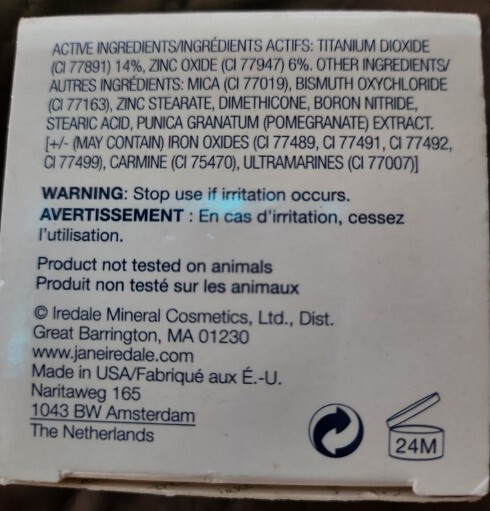 ACTIVE INGREDIENTS/INGRÉDIENTS ACTIFS: TITANIUM DIOXIDE
(CI 77891) 14%, ZINC OXIDE (CI 77947) 6%. OTHER INGREDIENTS/
AUTRES INGRÉDIENTS: MICA (CI 77019), BISMUTH OXYCHLORIDE
(CI 77163), ZINC STEARATE, DIMETHICONE, BORON NITRIDE,
STEARIC ACID, PUNICA GRANATUM (POMEGRANATE) EXTRACT.
[+/- (MAY CONTAIN) IRON OXIDES (CI 77489, CI 77491, CI 77492,
CI 77499), CARMINE (CI 75470), ULTRAMARINES (CI 77007)]
WARNING: Stop use if irritation occurs.
AVERTISSEMENT : En cas d'irritation, cessez
l'utilisation.
Product not tested on animals
Produit non testé sur les animaux
© Iredale Mineral Cosmetics, Ltd., Dist.
Great Barrington, MA 01230
www.janeiredale.com
Made in USA/Fabriqué aux É.-U.
Naritaweg 165
1043 BW Amsterdam
The Netherlands
24M